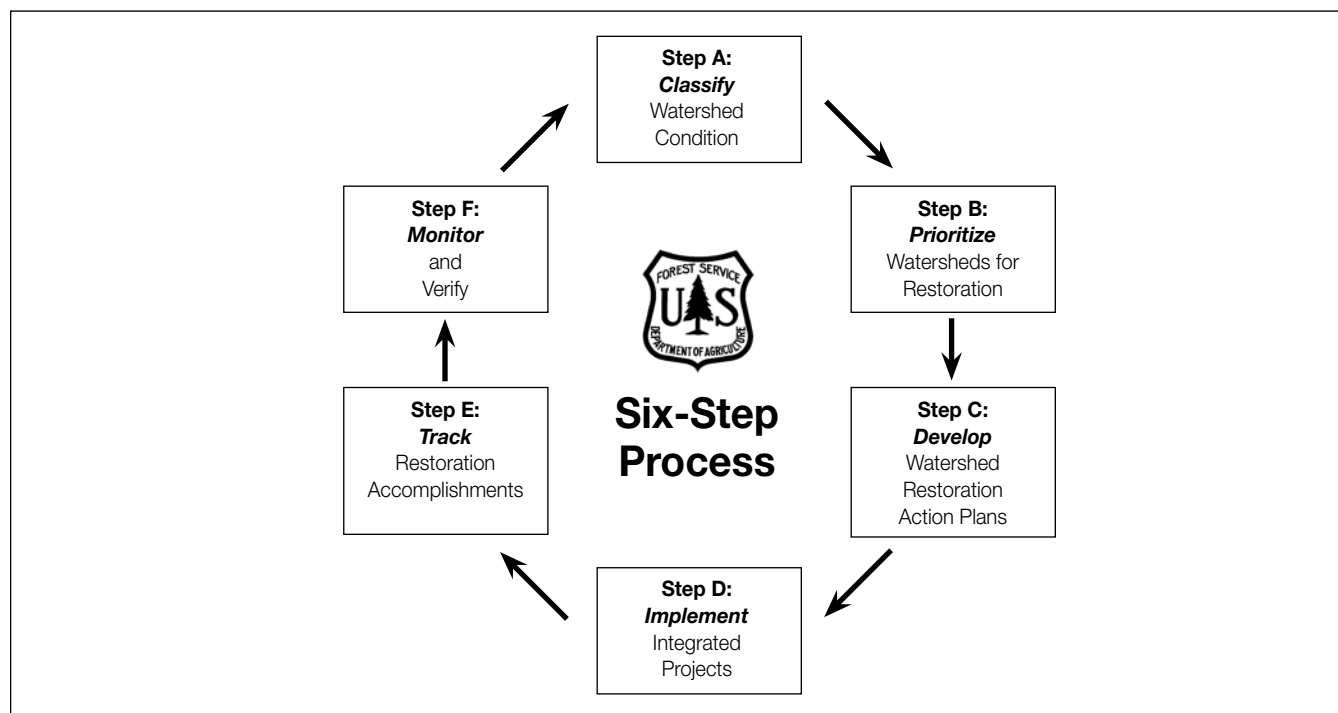 Step A:
Classify
Watershed
Condition
Step B:
Prioritize
Watersheds for
Restoration
Step C:
Develop
Watershed
Restoration
Action Plans
Step D:
Implement
Integrated
Projects
Step E:
Track
Restoration
Accomplishments
Step F:
Monitor
and
Verify
FOREST SERVICE
U S
DEPARTMENT OF AGRICULTURE
Six-Step
Process